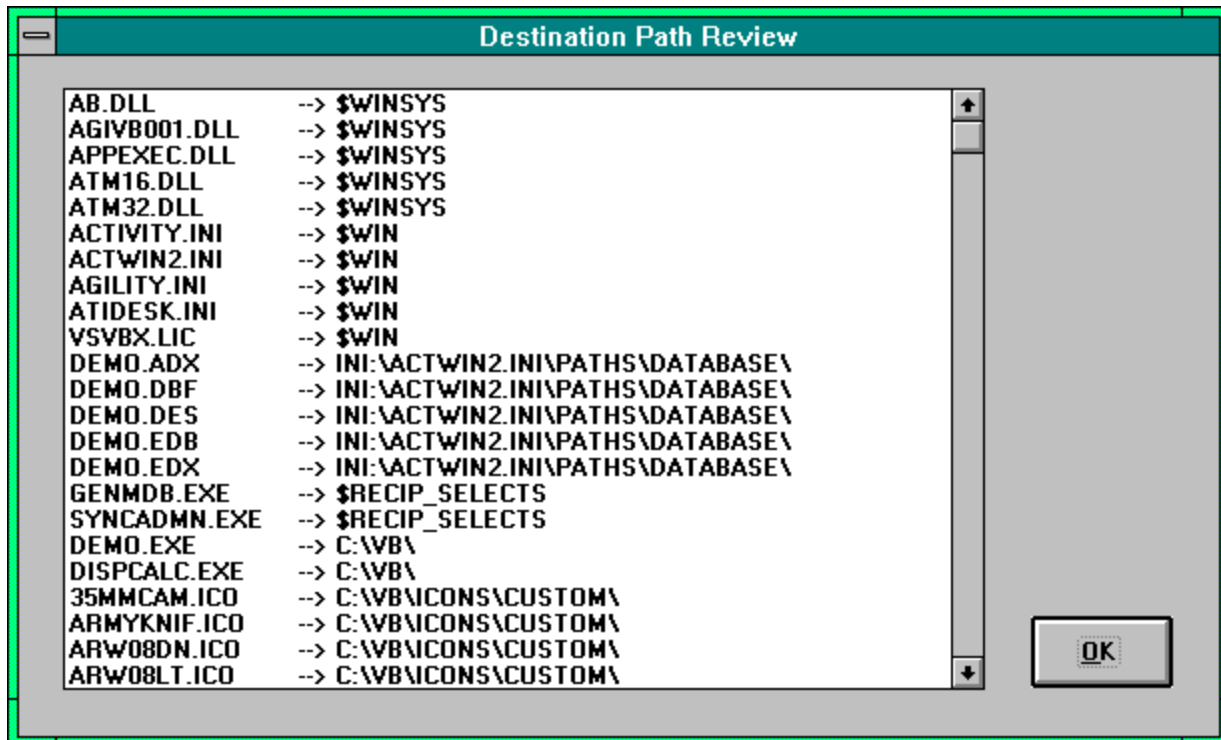 Destination Path Review
AB.DLL --> $WINSYS
AGIVB001.DLL --> $WINSYS
APPEXEC.DLL --> $WINSYS
ATM16.DLL --> $WINSYS
ATM32.DLL --> $WINSYS
ACTIVITY.INI --> $WIN
ACTWIN2.INI --> $WIN
AGILITY.INI --> $WIN
ATIDESK.INI --> $WIN
VSVBX.LIC --> $WIN
DEMO.ADX --> INI:\ACTWIN2.INI\PATHS\DATABASE\
DEMO.DBF --> INI:\ACTWIN2.INI\PATHS\DATABASE\
DEMO.DES --> INI:\ACTWIN2.INI\PATHS\DATABASE\
DEMO.EDB --> INI:\ACTWIN2.INI\PATHS\DATABASE\
DEMO.EDX --> INI:\ACTWIN2.INI\PATHS\DATABASE\
GENMDB.EXE --> $RECIP_SELECTS
SYNCADMN.EXE --> $RECIP_SELECTS
DEMO.EXE --> C:\VB\
DISPCALC.EXE --> C:\VB\
35MMCAM.ICO --> C:\VB\ICONS\CUSTOM\
ARMYKNIF.ICO --> C:\VB\ICONS\CUSTOM\
ARW08DN.ICO --> C:\VB\ICONS\CUSTOM\
ARW08LT.ICO --> C:\VB\ICONS\CUSTOM\
OK